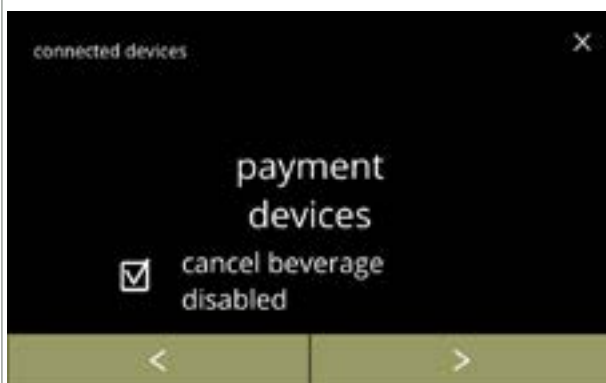 connected devices
payment
devices
cancel beverage
disabled